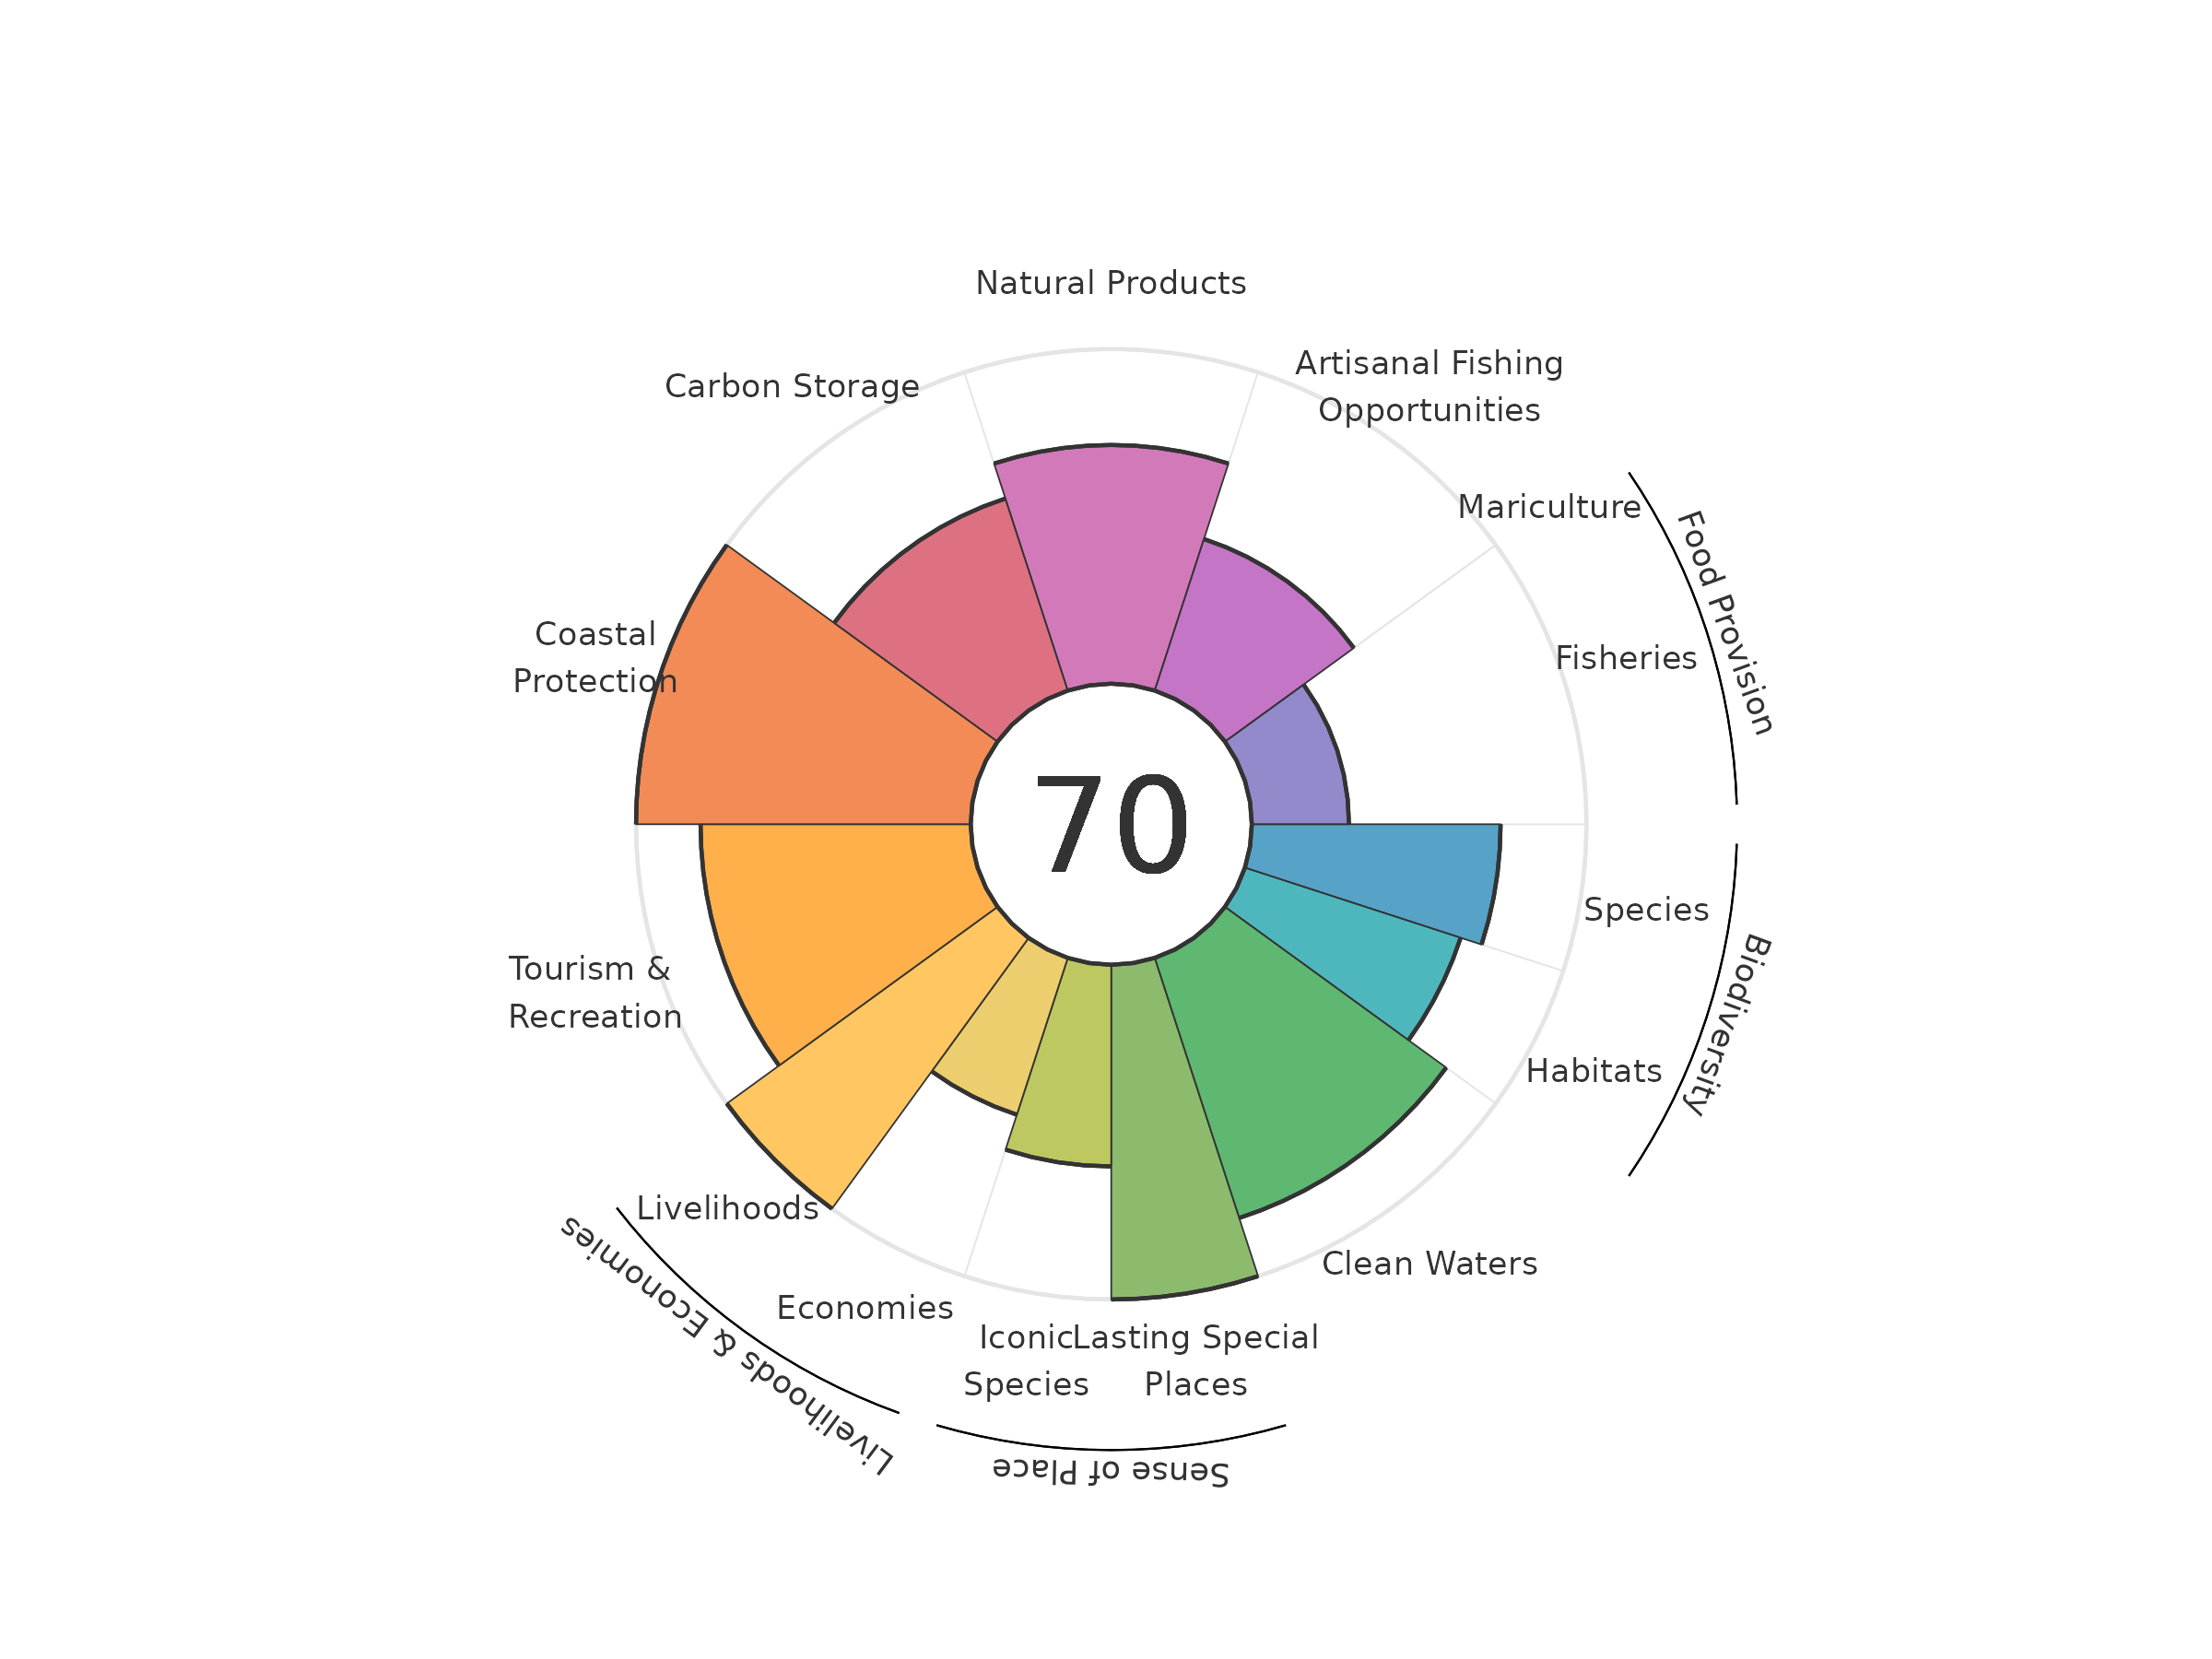 Natural Products
Artisanal Fishing
Opportunities
Carbon Storage
Mariculture
Food Provision
Coastal
Protection
Fisheries
70
Species
Biodiversity
Tourism &
Recreation
Habitats
Livelihoods
Clean Waters
Livelihoods & Economies
Economies
Iconic
Species
Lasting Special
Places
Sense of Place